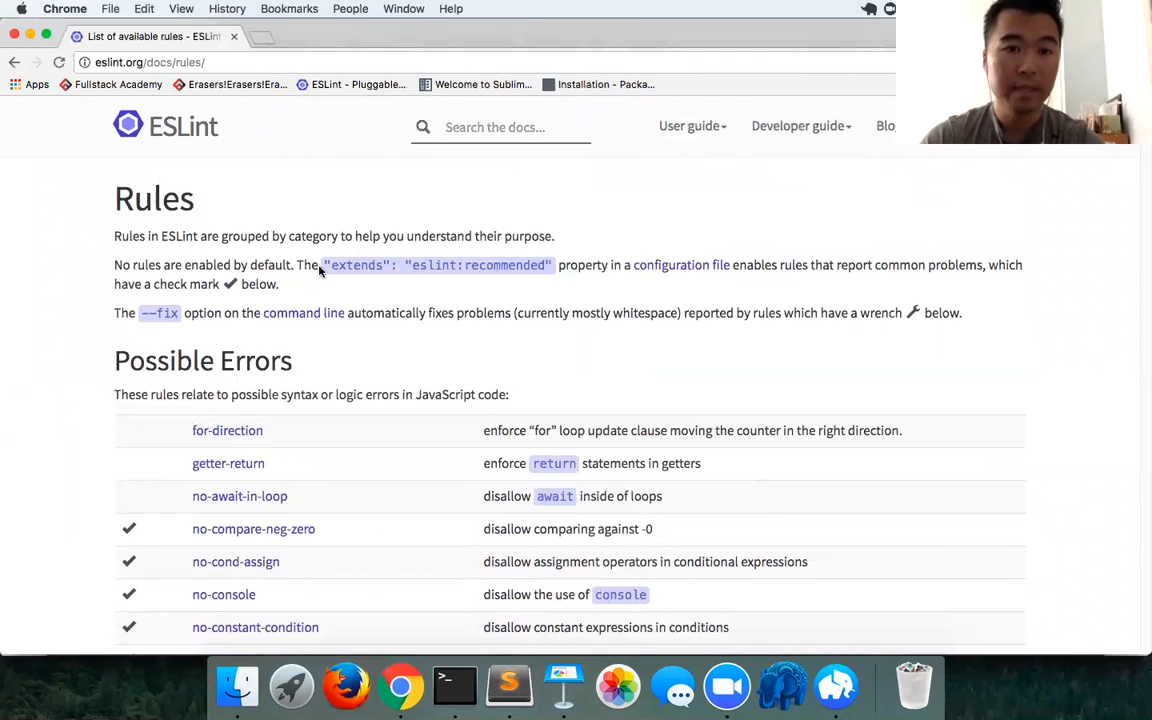 Chrome File Edit View History Bookmarks People Window Help
List of available rules - ESLint
eslint.org/docs/rules/
Apps Fullstack Academy Erasers!Erasers!Era... ESLint - Pluggable... Welcome to Sublim... Installation - Packa...
ESLint Search the docs... User guide Developer guide Blo
Rules
Rules in ESLint are grouped by category to help you understand their purpose.
No rules are enabled by default. The "extends": "eslint:recommended" property in a configuration file enables rules that report common problems, which
have a check mark ✔ below.
The --fix option on the command line automatically fixes problems (currently mostly whitespace) reported by rules which have a wrench below.
Possible Errors
These rules relate to possible syntax or logic errors in JavaScript code:
for-direction enforce “for” loop update clause moving the counter in the right direction.
getter-return enforce return statements in getters
no-await-in-loop disallow await inside of loops
✔ no-compare-neg-zero disallow comparing against -0
✔ no-cond-assign disallow assignment operators in conditional expressions
✔ no-console disallow the use of console
✔ no-constant-condition disallow constant expressions in conditions